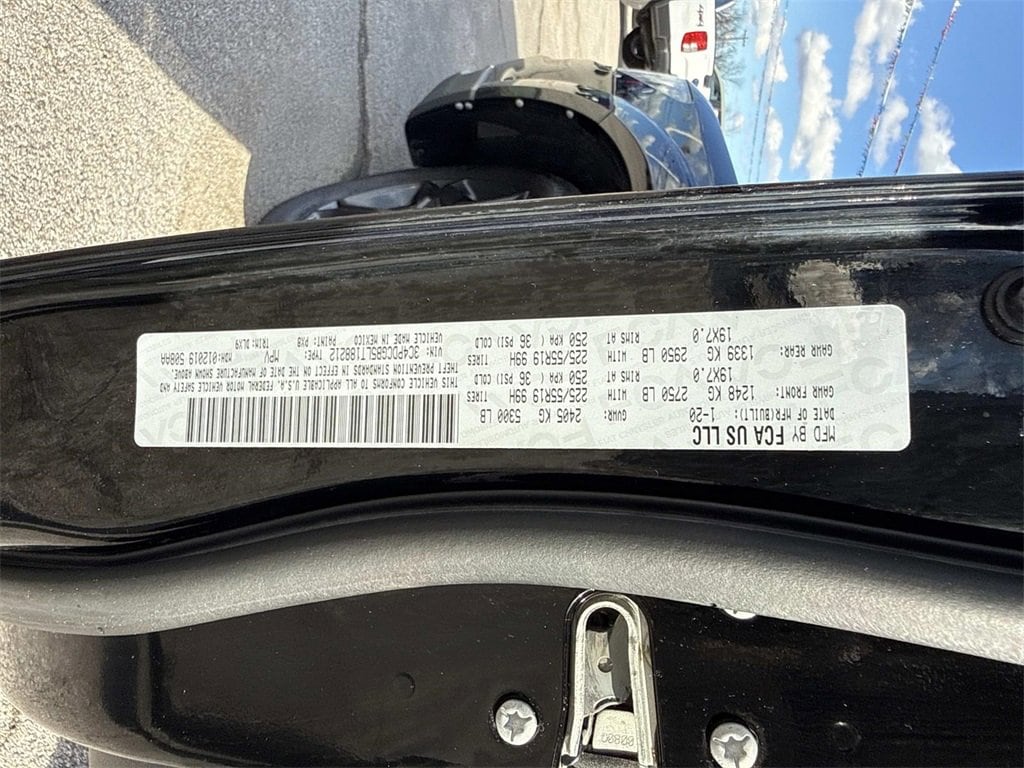 MFD BY FCA US LLC
DATE OF MFR(BUILT): 1-20 GVWR: 2405 KG 5300 LB
GAWR FRONT: 1248 KG 2750 LB WITH 225/55R19 99H TIRES
19X7.0 RIMS AT 250 KPA ( 36 PSI COLD
GAWR REAR: 1339 KG 2950 LB WITH 225/55R19 99H TIRES
19X7.0 RIMS AT 250 KPA ( 36 PSI COLD
THIS VEHICLE CONFORMS TO ALL APPLICABLE U.S.A. FEDERAL MOTOR VEHICLE SAFETY AND
THEFT PREVENTION STANDARDS IN EFFECT ON THE DATE OF MANUFACTURE SHOWN ABOVE.
VIN: 3C4PDCGB5LT188212 TYPE: MPV MDH: 012019 508AA
VEHICLE MADE IN MEXICO PAINT: PXB TRIM: DLX9